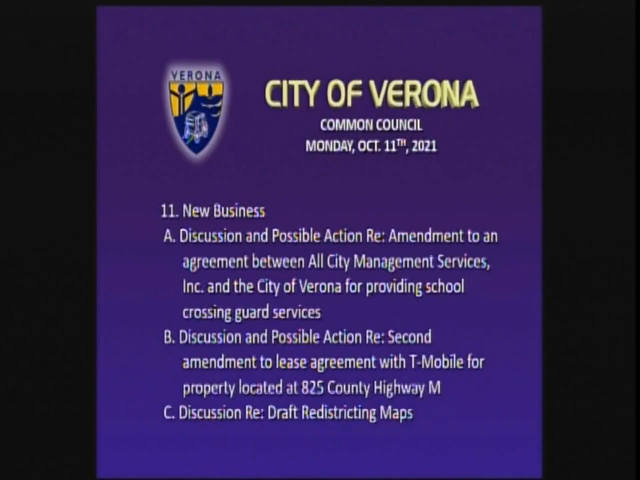 VERONA
CITY OF VERONA
COMMON COUNCIL
MONDAY, OCT. 11TH, 2021
11. New Business
A. Discussion and Possible Action Re: Amendment to an
agreement between All City Management Services,
Inc. and the City of Verona for providing school
crossing guard services
B. Discussion and Possible Action Re: Second
amendment to lease agreement with T-Mobile for
property located at 825 County Highway M
C. Discussion Re: Draft Redistricting Maps